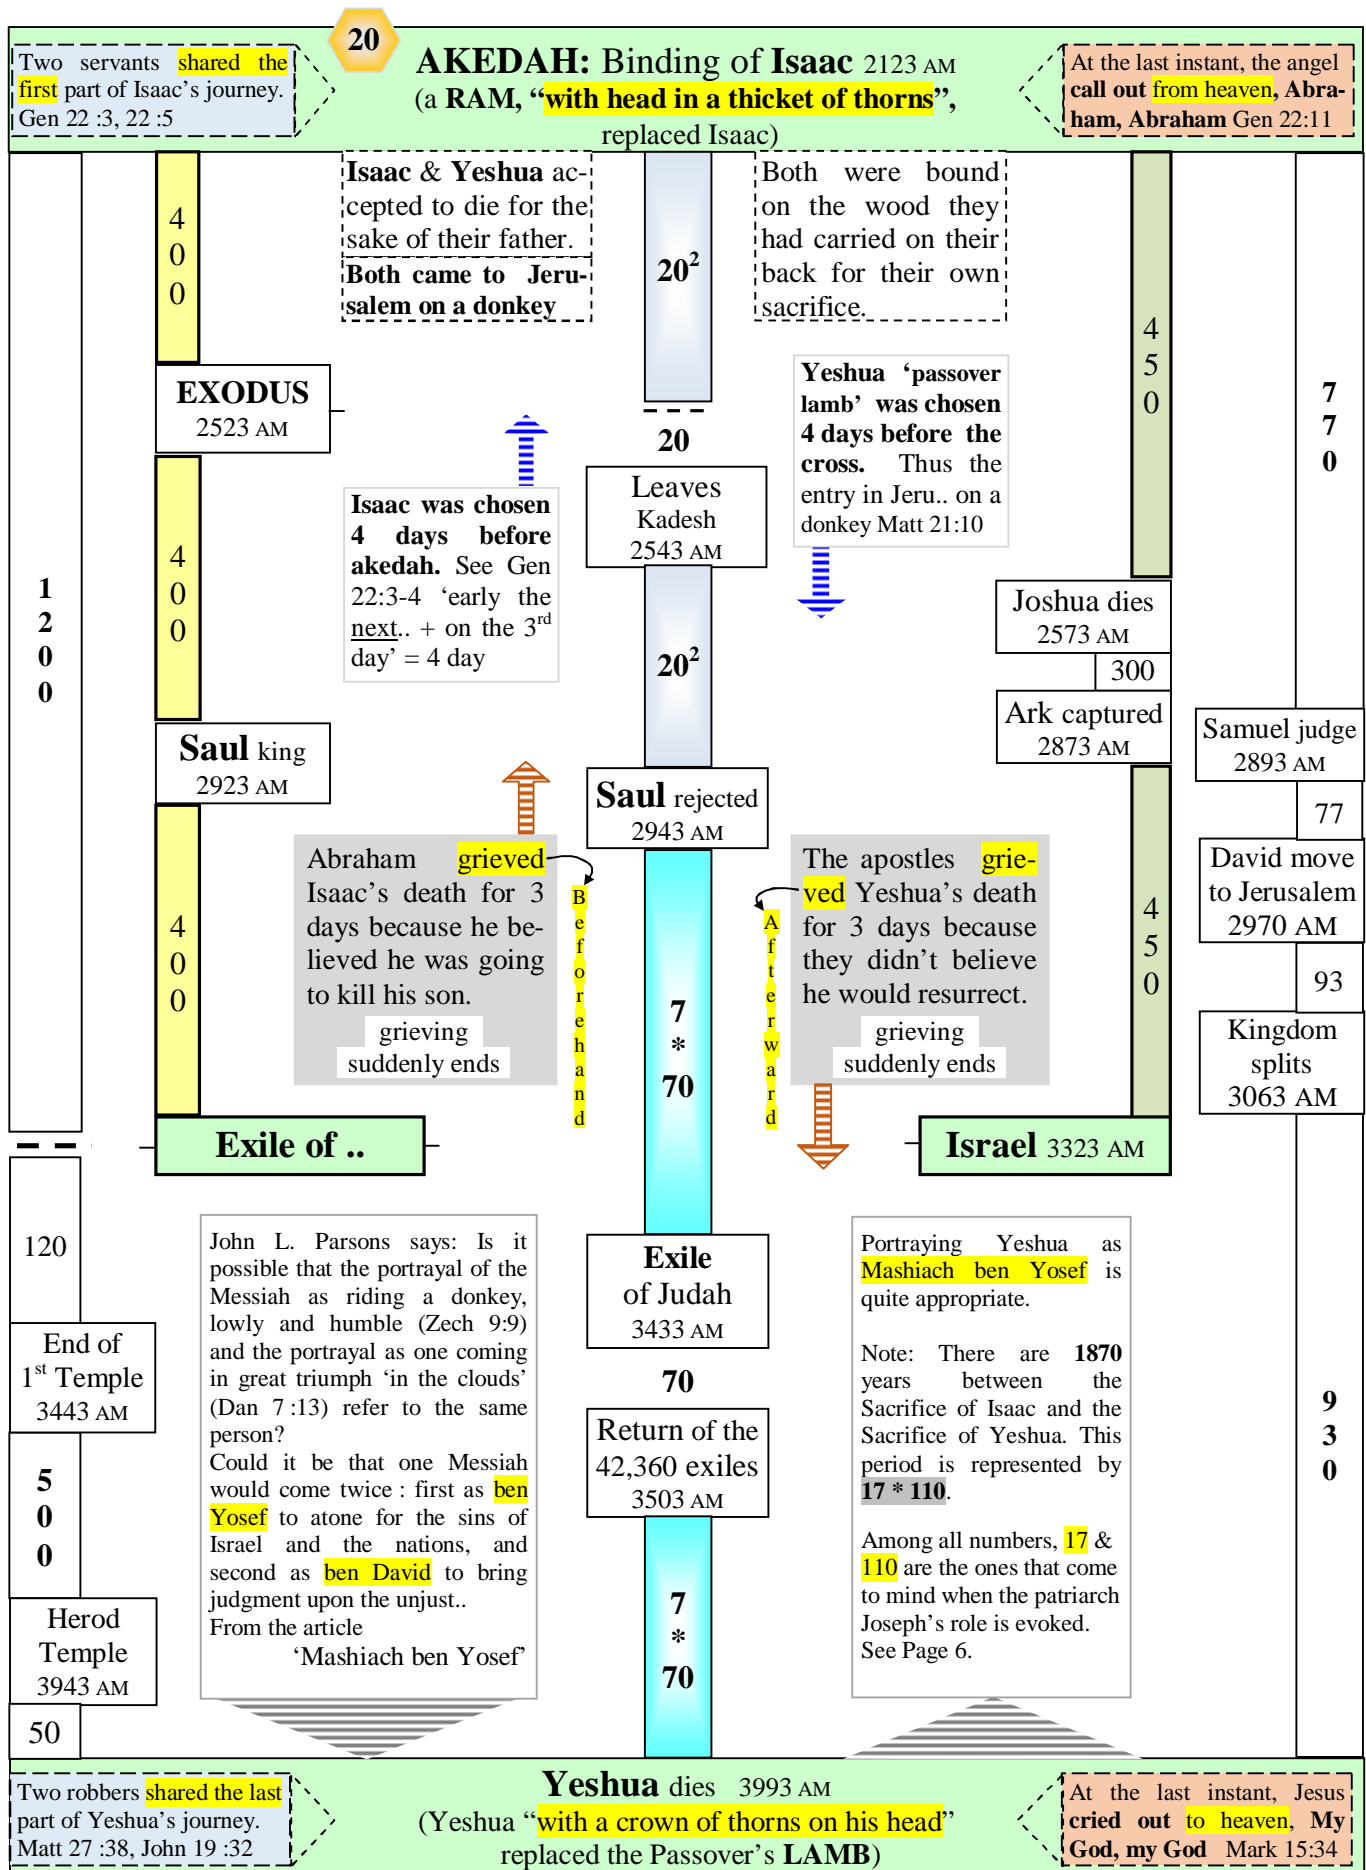 20
Two servants shared the
first part of Isaac's journey.
Gen 22 :3, 22 :5
AKEDAH: Binding of Isaac 2123 AM
(a RAM, “with head in a thicket of thorns”,
replaced Isaac)
At the last instant, the angel
call out from heaven, Abra-
ham, Abraham Gen 22:11
1
2
0
0
4
0
0
Isaac & Yeshua ac-
cepted to die for the
sake of their father.
Both came to Jeru-
salem on a donkey
20²
Both were bound
on the wood they
had carried on their
back for their own
sacrifice.
4
5
0
7
7
0
EXODUS
2523 AM
20
Leaves
Kadesh
2543 AM
Yeshua ‘passover
lamb’ was chosen
4 days before the
cross. Thus the
entry in Jeru.. on a
donkey Matt 21:10
Isaac was chosen
4 days before
akedah. See Gen
22:3-4 ‘early the
next.. + on the 3rd
day’ = 4 day
4
0
0
20²
Joshua dies
2573 AM
300
Ark captured
2873 AM
Samuel judge
2893 AM
77
David move
to Jerusalem
2970 AM
93
Kingdom
splits
3063 AM
Saul king
2923 AM
Saul rejected
2943 AM
4
0
0
Abraham grieved
Isaac’s death for 3
days because he be-
lieved he was going
to kill his son.
grieving
suddenly ends
B
e
f
o
r
e
h
a
n
d
7
*
70
A
f
t
e
r
w
a
r
d
The apostles grie-
ved Yeshua’s death
for 3 days because
they didn’t believe
he would resurrect.
grieving
suddenly ends
4
5
0
Exile of ..
Israel 3323 AM
120
End of
1st Temple
3443 AM
5
0
0
Herod
Temple
3943 AM
50
John L. Parsons says: Is it
possible that the portrayal of the
Messiah as riding a donkey,
lowly and humble (Zech 9:9)
and the portrayal as one coming
in great triumph ‘in the clouds’
(Dan 7 :13) refer to the same
person?
Could it be that one Messiah
would come twice : first as ben
Yosef to atone for the sins of
Israel and the nations, and
second as ben David to bring
judgment upon the unjust..
From the article
‘Mashiach ben Yosef’
Exile
of Judah
3433 AM
70
Return of the
42,360 exiles
3503 AM
7
*
70
Portraying Yeshua as
Mashiach ben Yosef is
quite appropriate.
Note: There are 1870
years between the
Sacrifice of Isaac and the
Sacrifice of Yeshua. This
period is represented by
17 * 110.
Among all numbers, 17 &
110 are the ones that come
to mind when the patriarch
Joseph’s role is evoked.
See Page 6.
9
3
0
Two robbers shared the last
part of Yeshua’s journey.
Matt 27 :38, John 19 :32
Yeshua dies 3993 AM
(Yeshua “with a crown of thorns on his head”
replaced the Passover’s LAMB)
At the last instant, Jesus
cried out to heaven, My
God, my God Mark 15:34